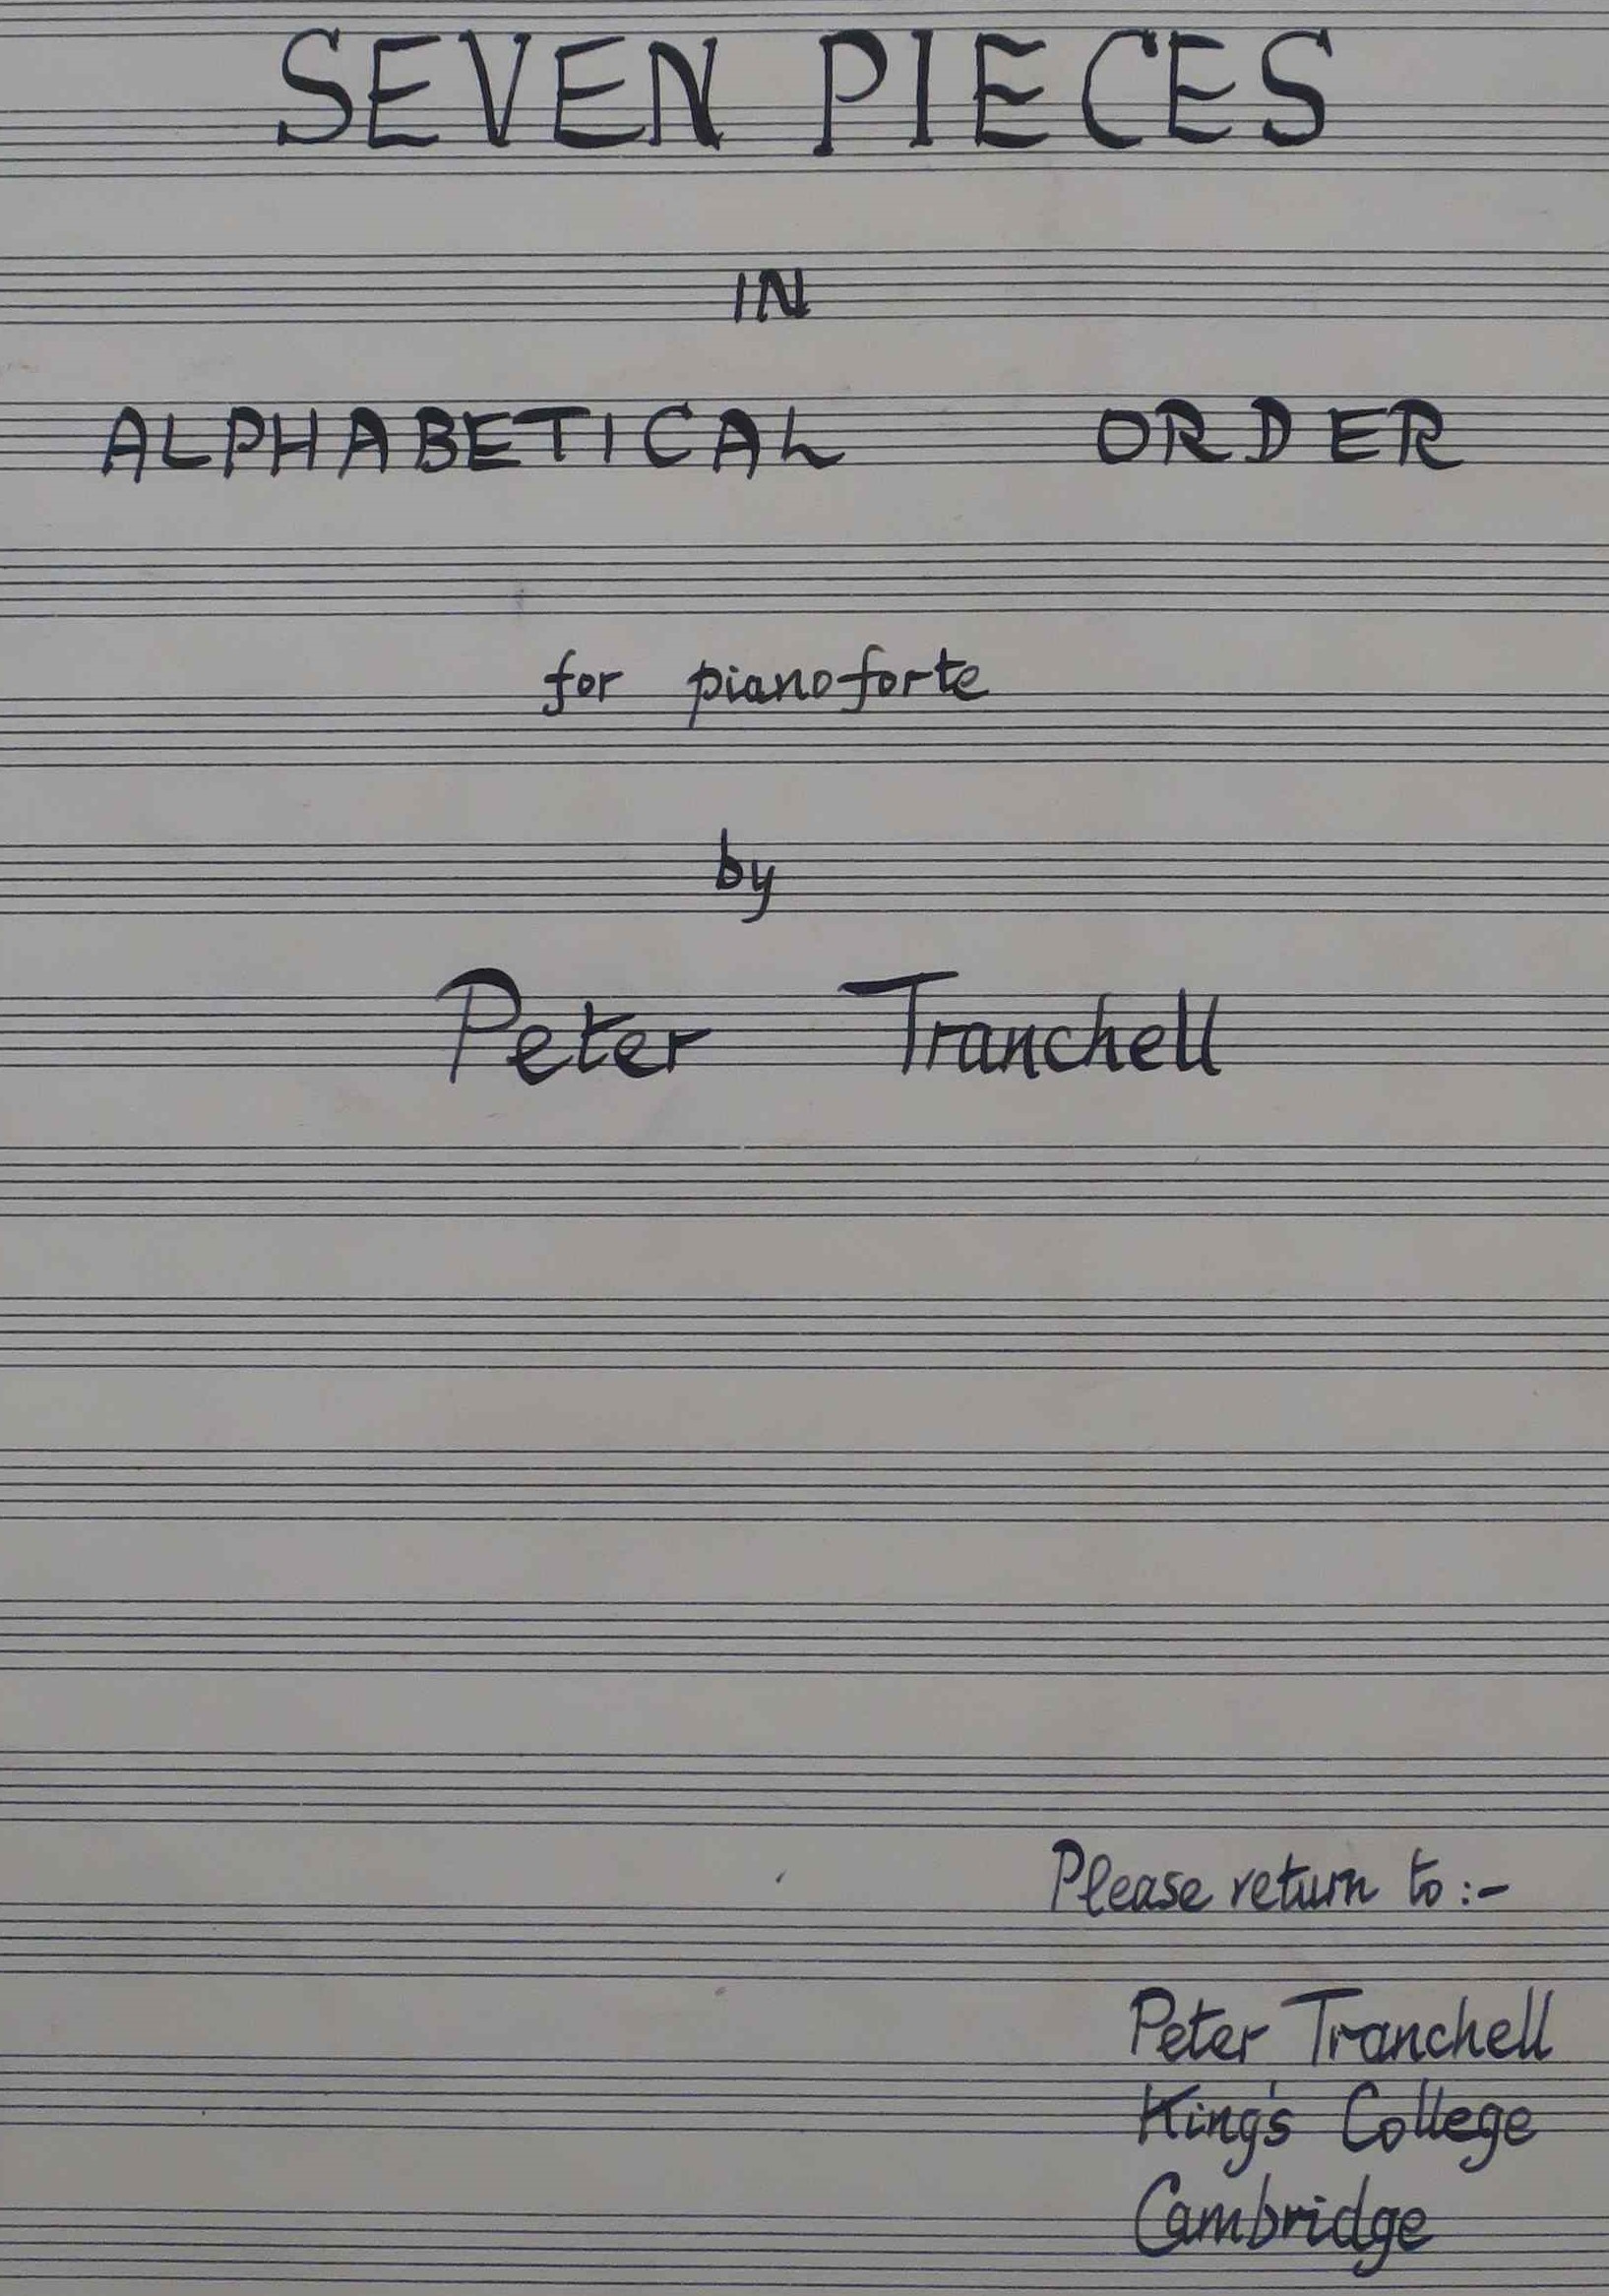 SEVEN PIECES
IN
ALPHABETICAL ORDER
for pianoforte
by
Peter Tranchell
Please return to :-
Peter Tranchell
King's College
Cambridge